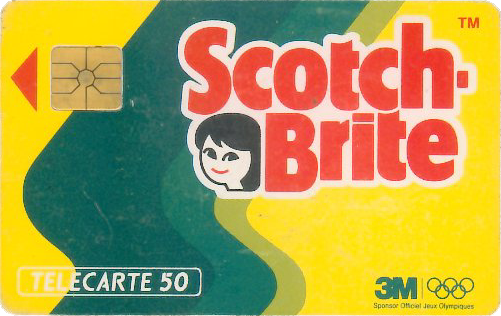 Scotch- TM
Brite
TELECARTE 50
3M
Sponsor Officiel Jeux Olympiques